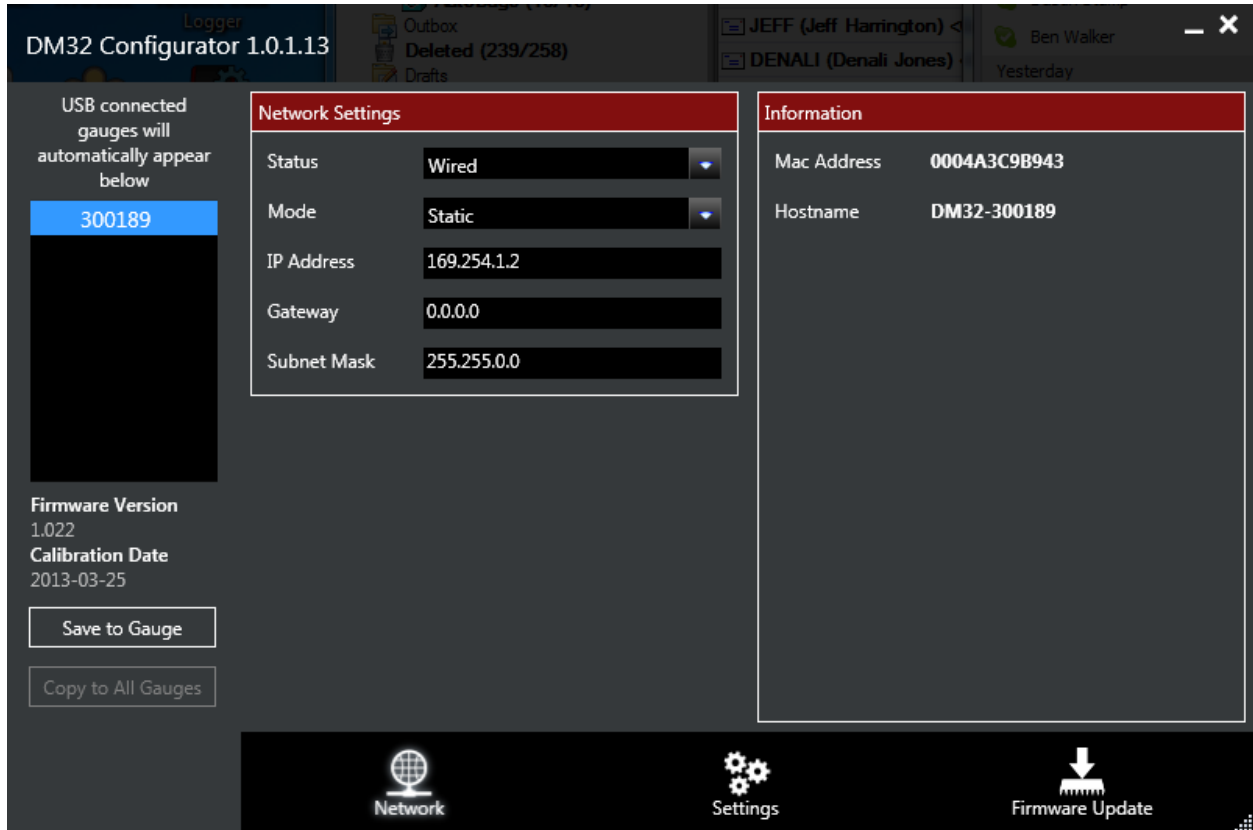 Logger
Outbox
Deleted (239/258)
Drafts
JEFF (Jeff Harrington)
DENALI (Denali Jones)
Ben Walker
Yesterday
DM32 Configurator 1.0.1.13
USB connected
gauges will
automatically appear
below
300189
Firmware Version
1.022
Calibration Date
2013-03-25
Save to Gauge
Copy to All Gauges
Network Settings
Status Wired
Mode Static
IP Address 169.254.1.2
Gateway 0.0.0.0
Subnet Mask 255.255.0.0
Information
Mac Address 0004A3C9B943
Hostname DM32-300189
Network
Settings
Firmware Update